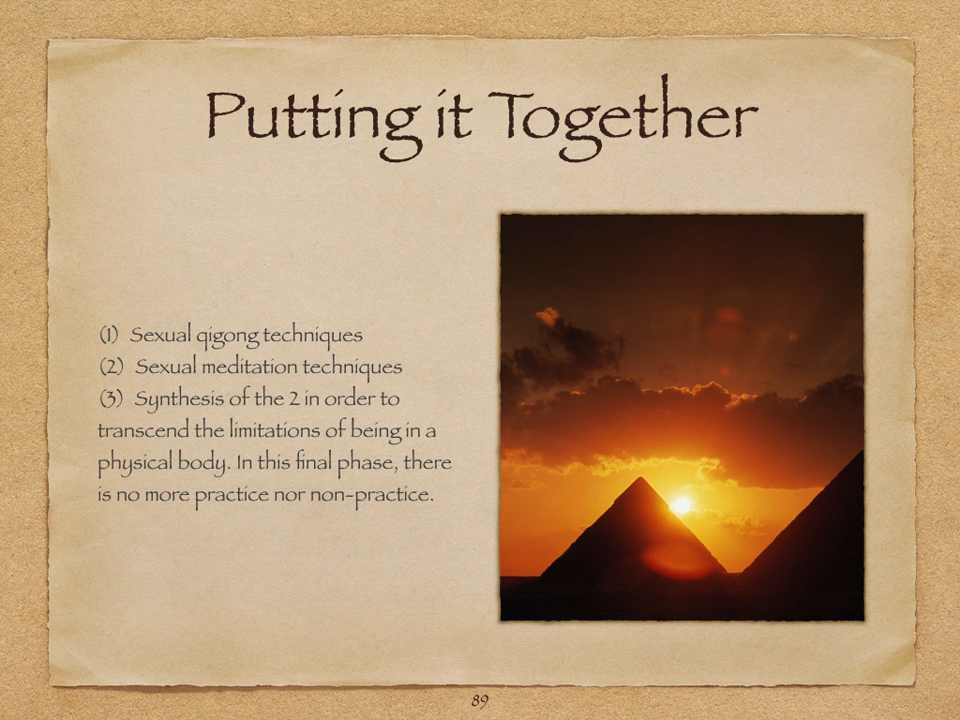 Putting it Together
(1) Sexual qigong techniques
(2) Sexual meditation techniques
(3) Synthesis of the 2 in order to
transcend the limitations of being in a
physical body. In this final phase, there
is no more practice nor non-practice.
89